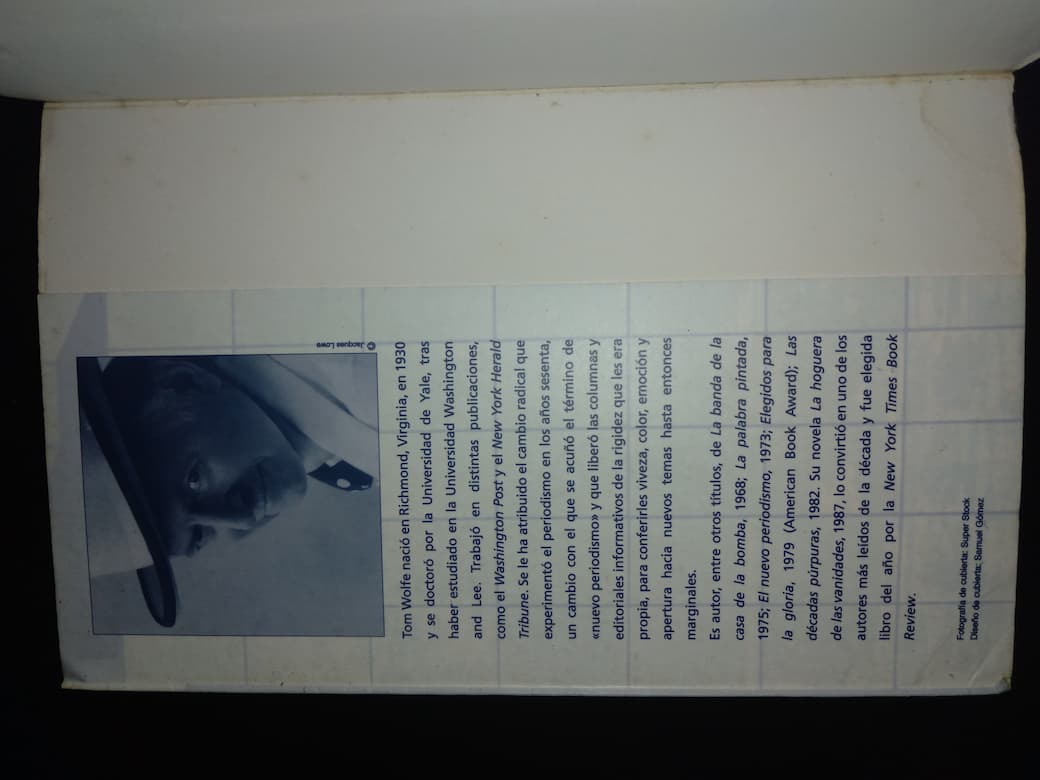 © Jacques Lowe
Tom Wolfe nació en Richmond, Virginia, en 1930
y se doctoró por la Universidad de Yale, tras
haber estudiado en la Universidad Washington
and Lee. Trabajó en distintas publicaciones,
como el Washington Post y el New York Herald
Tribune. Se le ha atribuido el cambio radical que
experimentó el periodismo en los años sesenta,
un cambio con el que se acuñó el término de
«nuevo periodismo» y que liberó las columnas y
editoriales informativos de la rigidez que les era
propia, para conferirles viveza, color, emoción y
apertura hacia nuevos temas hasta entonces
marginales.
Es autor, entre otros títulos, de La banda de la
casa de la bomba, 1968; La palabra pintada,
1975; El nuevo periodismo, 1973; Elegidos para
la gloria, 1979 (American Book Award); Las
décadas púrpuras, 1982. Su novela La hoguera
de las vanidades, 1987, lo convirtió en uno de los
autores más leídos de la década y fue elegida
libro del año por la New York Times Book
Review.
Fotografía de cubierta: Super Stock
Diseño de cubierta: Samuel Gómez